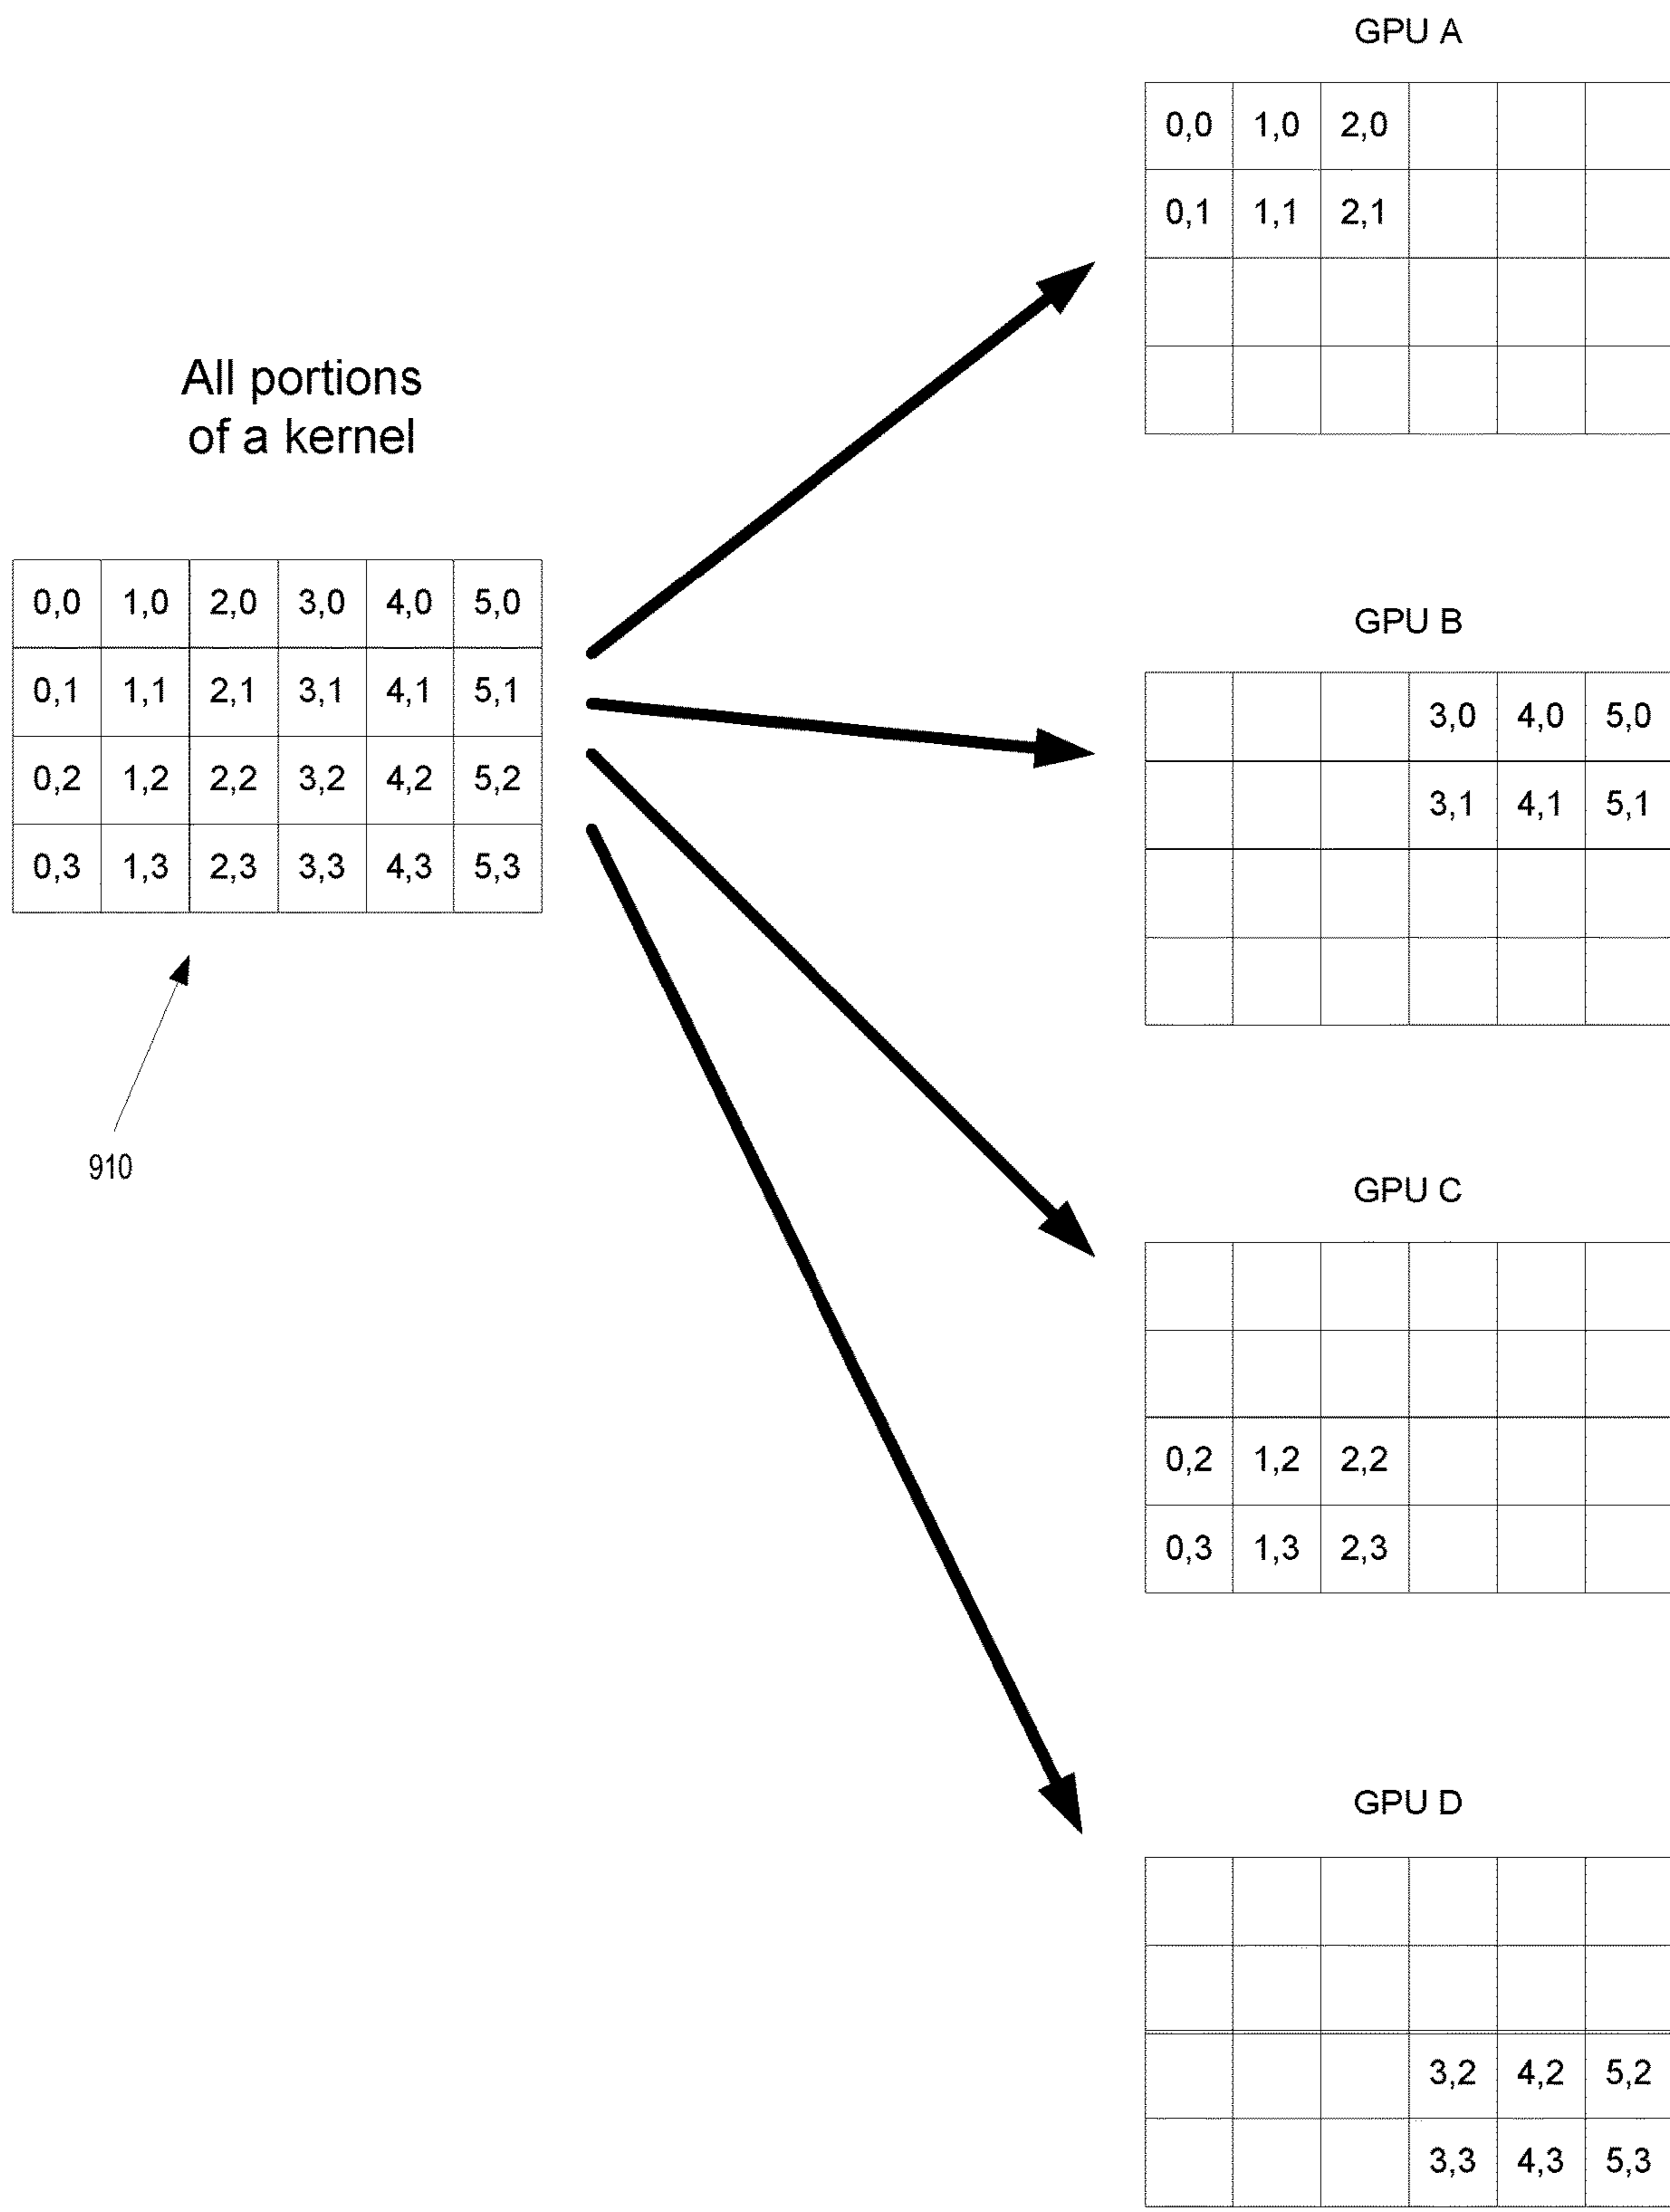 All portions
of a kernel
0,0 1,0 2,0 3,0 4,0 5,0
0,1 1,1 2,1 3,1 4,1 5,1
0,2 1,2 2,2 3,2 4,2 5,2
0,3 1,3 2,3 3,3 4,3 5,3
910
GPU A
0,0 1,0 2,0
0,1 1,1 2,1
GPU B
3,0 4,0 5,0
3,1 4,1 5,1
GPU C
0,2 1,2 2,2
0,3 1,3 2,3
GPU D
3,2 4,2 5,2
3,3 4,3 5,3